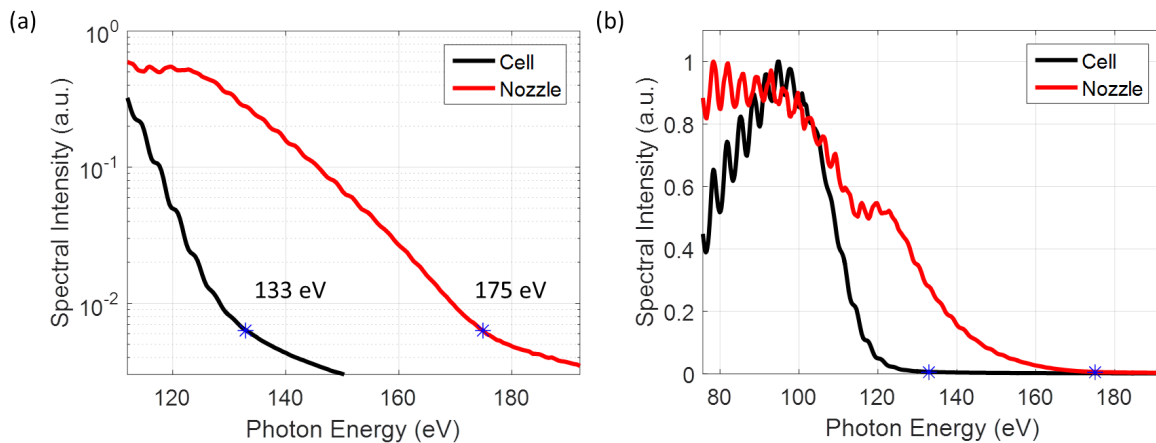 (a)
10^0
10^-1
10^-2
Spectral Intensity (a.u.)
Cell
Nozzle
133 eV
175 eV
120
140
160
180
Photon Energy (eV)
(b)
1
0.8
0.6
0.4
0.2
0
Spectral Intensity (a.u.)
Cell
Nozzle
80
100
120
140
160
180
Photon Energy (eV)